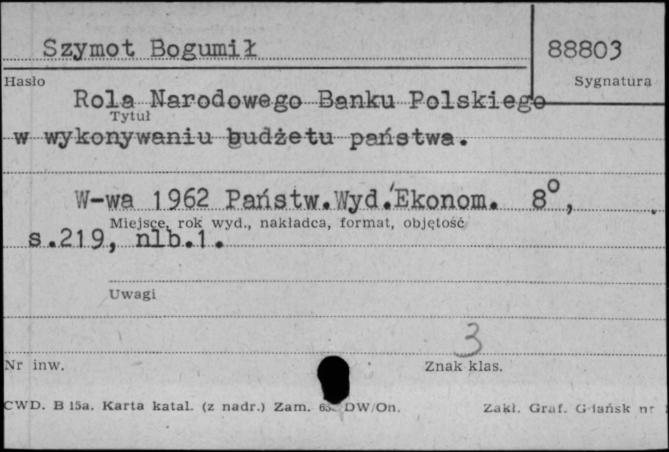 Szymot Bogumił 88803
Hasło Sygnatura
Rola Narodowego Banku Polskiego
Tytuł
w wykonywaniu budżetu państwa.
W-wa 1962 Państw.Wyd.Ekonom. 8°,
Miejsce, rok wyd., nakładca, format, objętość
s.219, nlb.1.
Uwagi
3
Nr inw. Znak klas.
CWD. B 15a. Karta katal. (z nadr.) Zam. DW/On. Zakł. Graf. Gdańsk nr